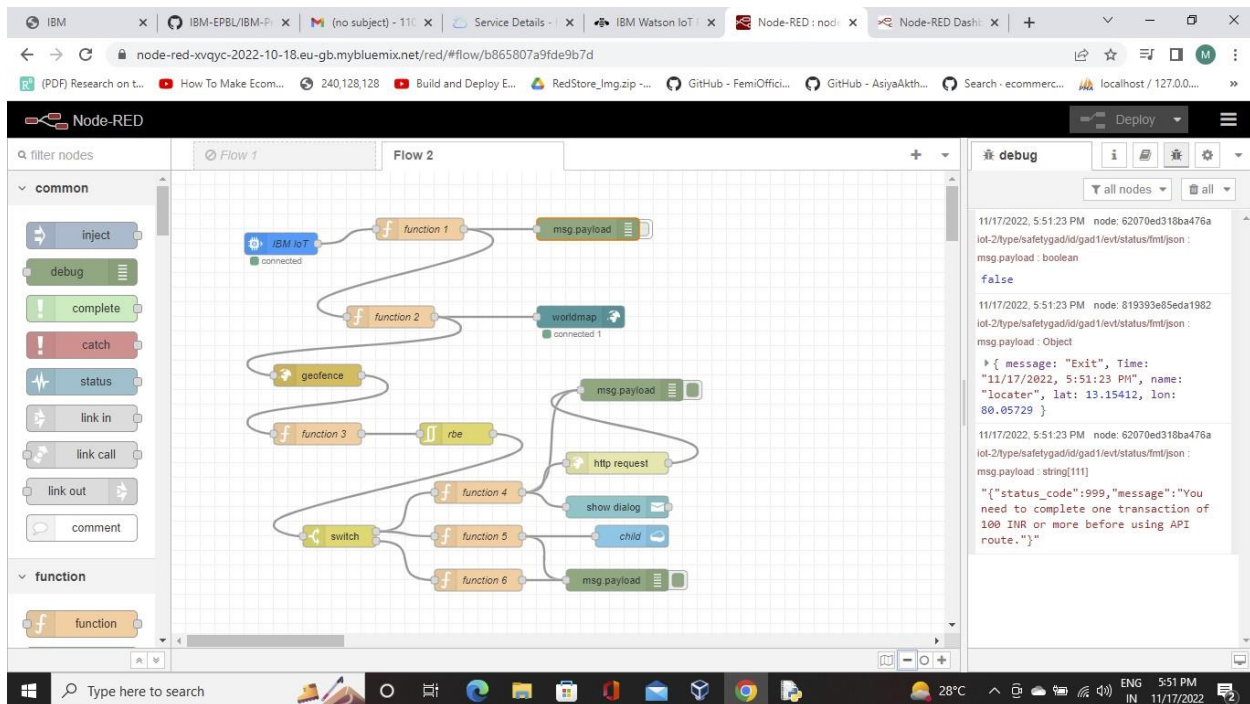 IBM
IBM-EPBL/IBM-P
(no subject) - 110
Service Details -
IBM Watson IoT
Node-RED : node
Node-RED Dash
node-red-xvqyc-2022-10-18.eu-gb.mybluemix.net/red/#flow/b865807a9fde9b7d
M
(PDF) Research on t...
How To Make Ecom...
240,128,128
Build and Deploy E...
RedStore_Img.zip -...
GitHub - FemiOffici...
GitHub - AsiyaAkth...
Search · ecommerc...
localhost / 127.0.0....
Node-RED
Deploy
filter nodes
Flow 1
Flow 2
debug
i
common
all nodes
all
inject
debug
complete
catch
status
link in
link call
link out
comment
function
function
IBM IoT
connected
function 1
msg.payload
function 2
worldmap
connected 1
geofence
msg.payload
function 3
rbe
http request
function 4
show dialog
switch
function 5
child
function 6
msg.payload
11/17/2022, 5:51:23 PM node: 62070ed318ba476a
iot-2/type/safetygad/id/gad1/evt/status/fmt/json :
msg.payload : boolean
false
11/17/2022, 5:51:23 PM node: 819393e85eda1982
iot-2/type/safetygad/id/gad1/evt/status/fmt/json :
msg.payload : Object
{ message: "Exit", Time:
"11/17/2022, 5:51:23 PM", name:
"locater", lat: 13.15412, lon:
80.05729 }
11/17/2022, 5:51:23 PM node: 62070ed318ba476a
iot-2/type/safetygad/id/gad1/evt/status/fmt/json :
msg.payload : string[111]
"{"status_code":999,"message":"You
need to complete one transaction of
100 INR or more before using API
route."}"
Type here to search
28°C
ENG
IN
5:51 PM
11/17/2022
2